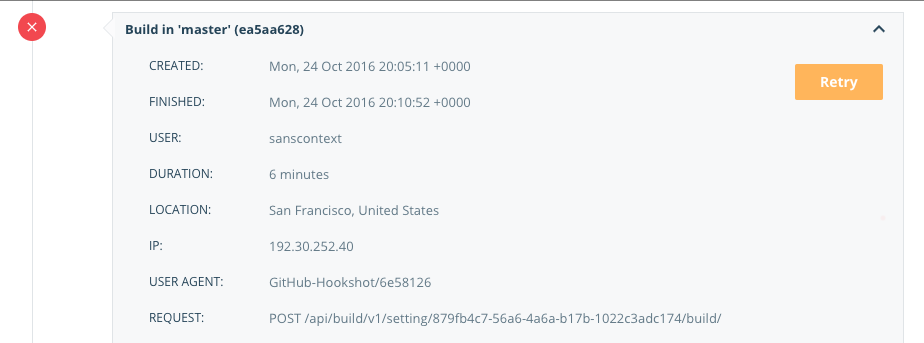 Build in 'master' (ea5aa628)
CREATED: Mon, 24 Oct 2016 20:05:11 +0000
Retry
FINISHED: Mon, 24 Oct 2016 20:10:52 +0000
USER: sanscontext
DURATION: 6 minutes
LOCATION: San Francisco, United States
IP: 192.30.252.40
USER AGENT: GitHub-Hookshot/6e58126
REQUEST: POST /api/build/v1/setting/879fb4c7-56a6-4a6a-b17b-1022c3adc174/build/